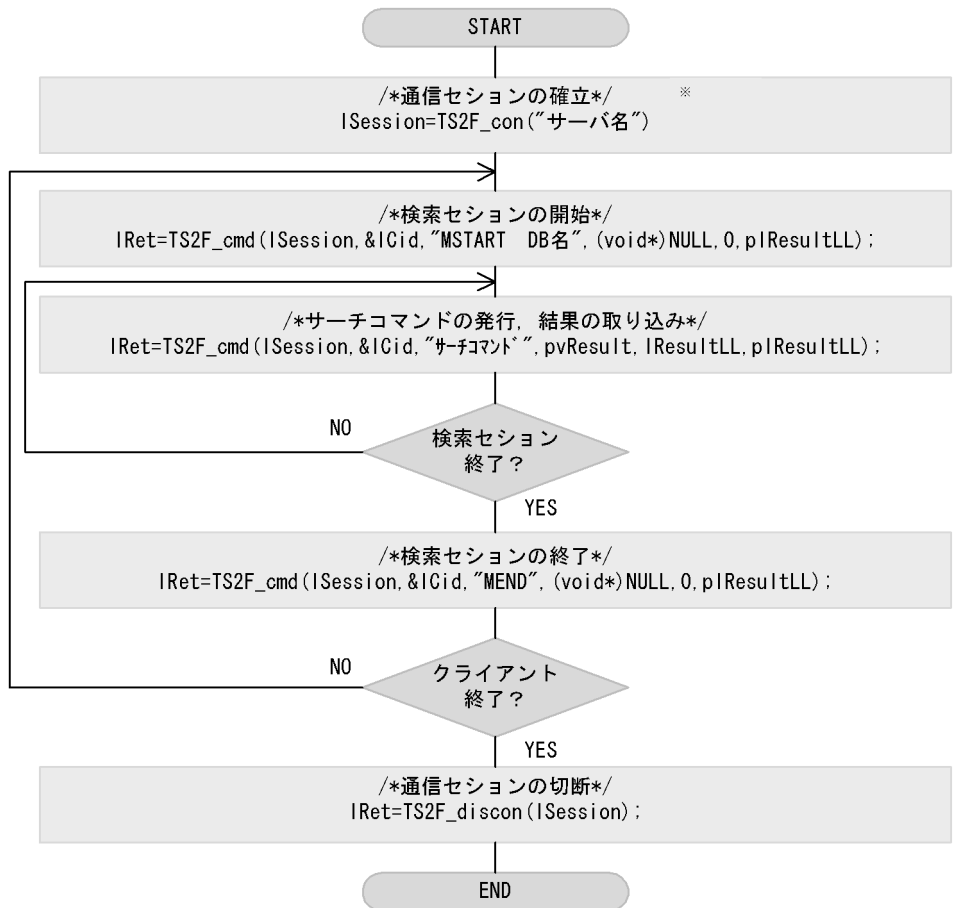 START
/*通信セションの確立*/ ※
lSession=TS2F_con("サーバ名")
/*検索セションの開始*/
lRet=TS2F_cmd(lSession,&lCid,"MSTART DB名",(void*)NULL,0,plResultLL);
/*サーチコマンドの発行，結果の取り込み*/
lRet=TS2F_cmd(lSession,&lCid,"ｻｰﾁｺﾏﾝﾄﾞ",pvResult,lResultLL,plResultLL);
NO
検索セション
終了？
YES
/*検索セションの終了*/
lRet=TS2F_cmd(lSession,&lCid,"MEND",(void*)NULL,0,plResultLL);
NO
クライアント
終了？
YES
/*通信セションの切断*/
lRet=TS2F_discon(lSession);
END